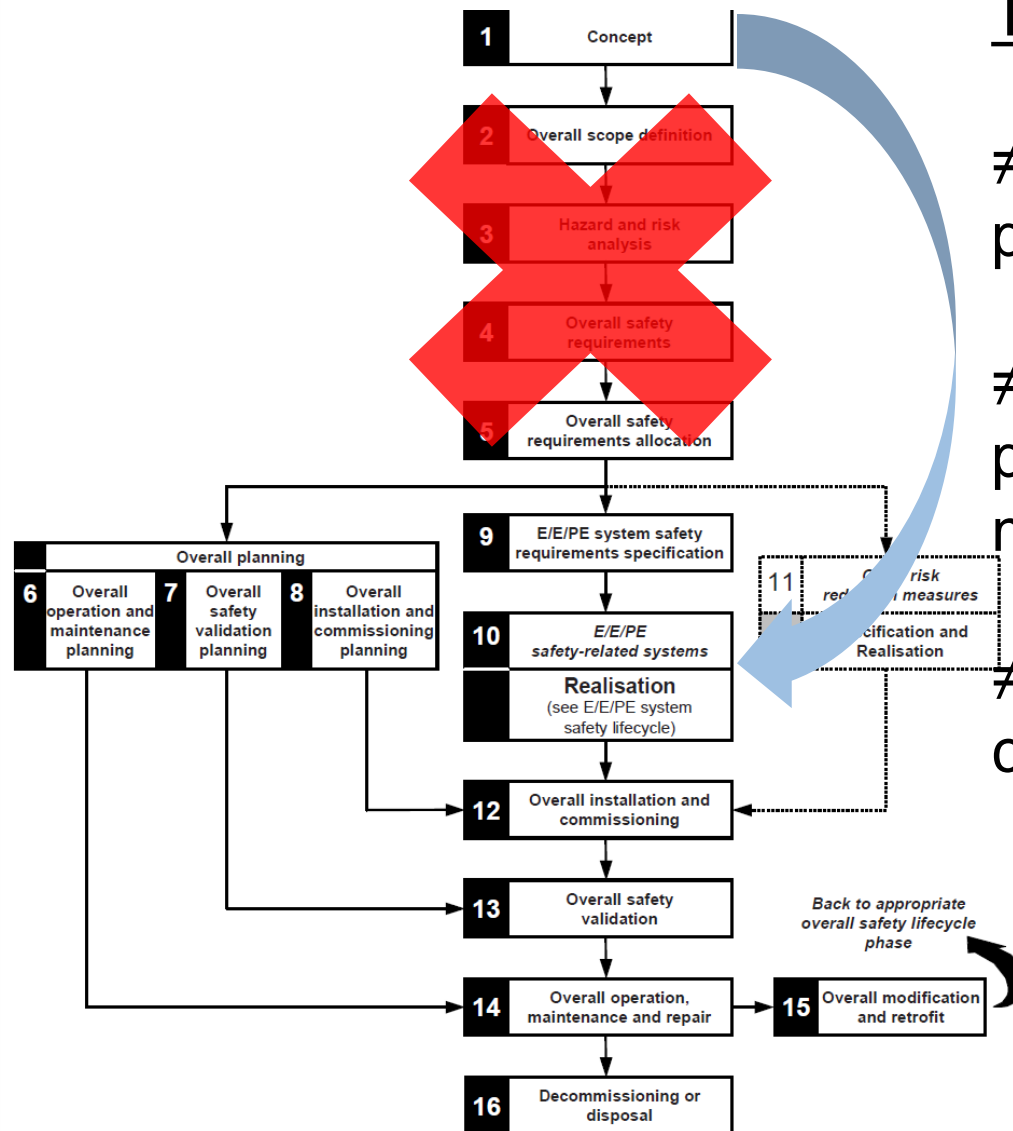 1
Concept
2
Overall scope definition
3
Hazard and risk
analysis
4
Overall safety
requirements
5
Overall safety
requirements allocation
9
E/E/PE system safety
requirements specification
Overall planning
6
Overall
operation and
maintenance
planning
7
Overall
safety
validation
planning
8
Overall
installation and
commissioning
planning
10
E/E/PE
safety-related systems
Realisation
(see E/E/PE system
safety lifecycle)
11
risk
measures
and
Realisation
12
Overall installation and
commissioning
13
Overall safety
validation
Back to appropriate
overall safety lifecycle
phase
14
Overall operation,
maintenance and repair
15
Overall modification
and retrofit
16
Decommissioning or
disposal
≠
p
≠
p
≠